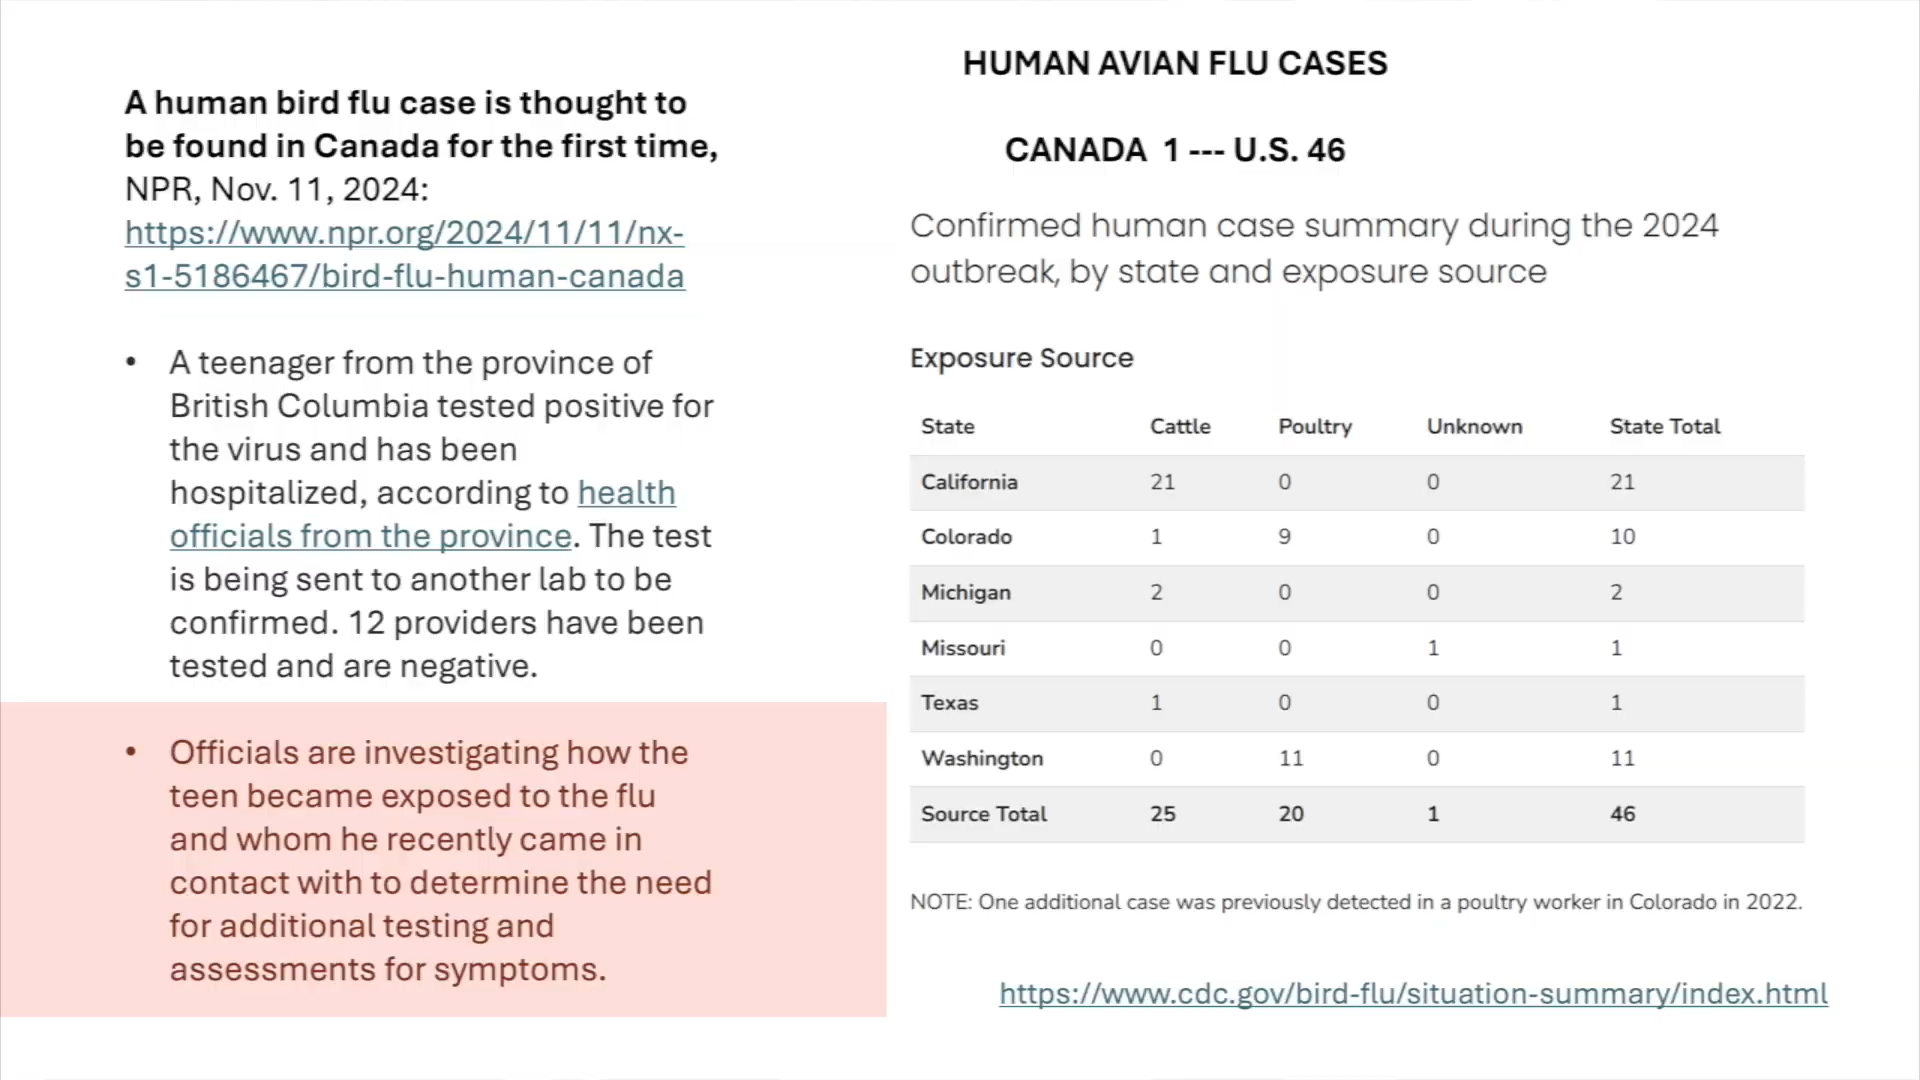 A human bird flu case is thought to
be found in Canada for the first time,
NPR, Nov. 11, 2024:
https://www.npr.org/2024/11/11/nx-
s1-5186467/bird-flu-human-canada
• A teenager from the province of
British Columbia tested positive for
the virus and has been
hospitalized, according to health
officials from the province. The test
is being sent to another lab to be
confirmed. 12 providers have been
tested and are negative.
• Officials are investigating how the
teen became exposed to the flu
and whom he recently came in
contact with to determine the need
for additional testing and
assessments for symptoms.
HUMAN AVIAN FLU CASES
CANADA 1 --- U.S. 46
Confirmed human case summary during the 2024
outbreak, by state and exposure source
Exposure Source
State Cattle Poultry Unknown State Total
California 21 0 0 21
Colorado 1 9 0 10
Michigan 2 0 0 2
Missouri 0 0 1 1
Texas 1 0 0 1
Washington 0 11 0 11
Source Total 25 20 1 46
NOTE: One additional case was previously detected in a poultry worker in Colorado in 2022.
https://www.cdc.gov/bird-flu/situation-summary/index.html